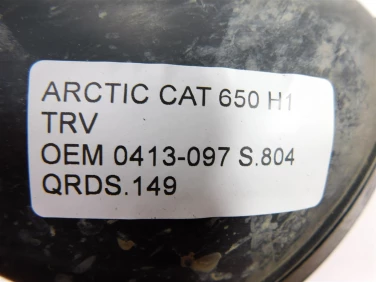 ARCTIC CAT 650 H1
TRV
OEM 0413-097 S.804
QRDS.149